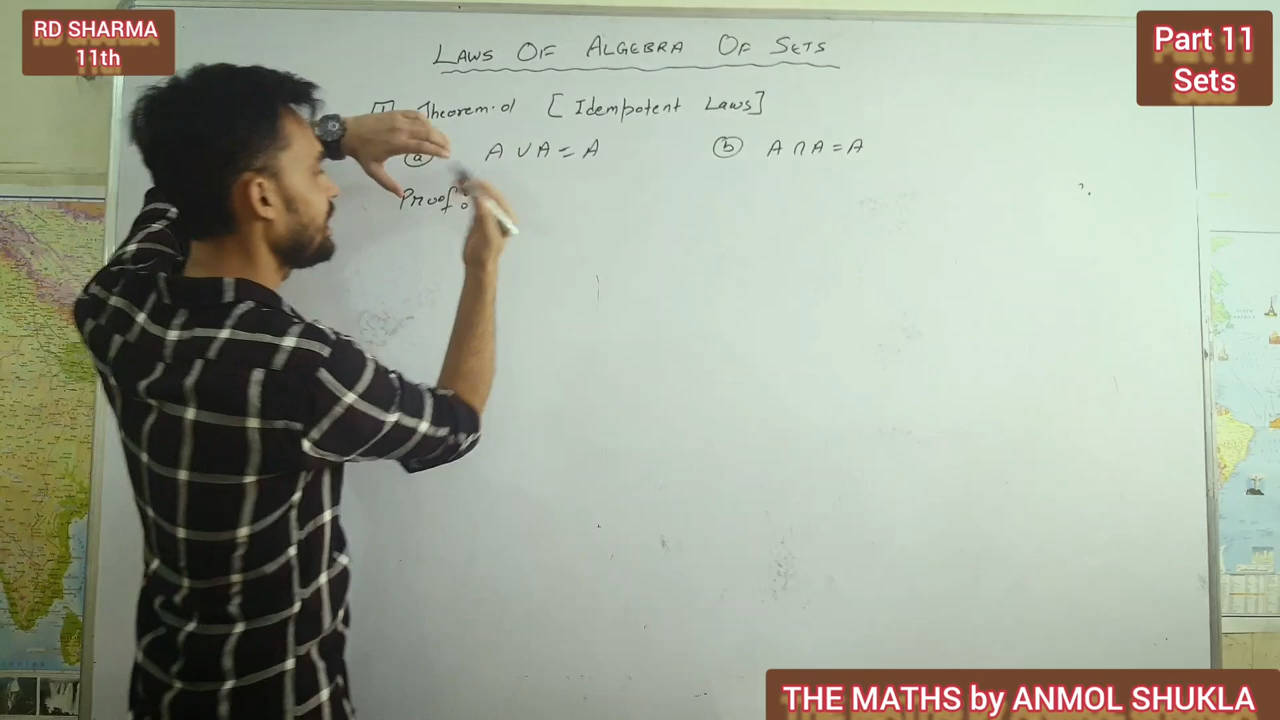 RD SHARMA
11th
Part 11
Sets
LAWS OF ALGEBRA OF SETS
Theorem-01 [Idempotent Laws]
(a) A ∪ A = A (b) A ∩ A = A
Proof:
THE MATHS by ANMOL SHUKLA